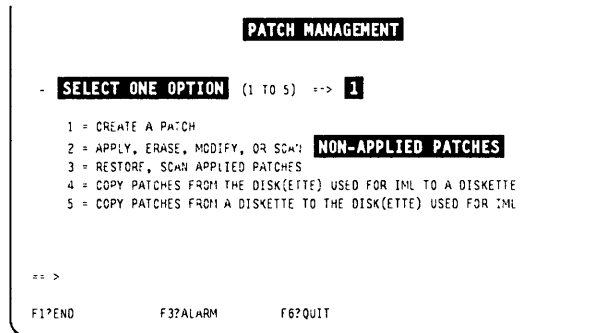 PATCH MANAGEMENT
- SELECT ONE OPTION (1 TO 5) ==> 1
1 = CREATE A PATCH
2 = APPLY, ERASE, MODIFY, OR SCAN NON-APPLIED PATCHES
3 = RESTORE, SCAN APPLIED PATCHES
4 = COPY PATCHES FROM THE DISK(ETTE) USED FOR IML TO A DISKETTE
5 = COPY PATCHES FROM A DISKETTE TO THE DISK(ETTE) USED FOR IML
== >
F1?END F3?ALARM F6?QUIT